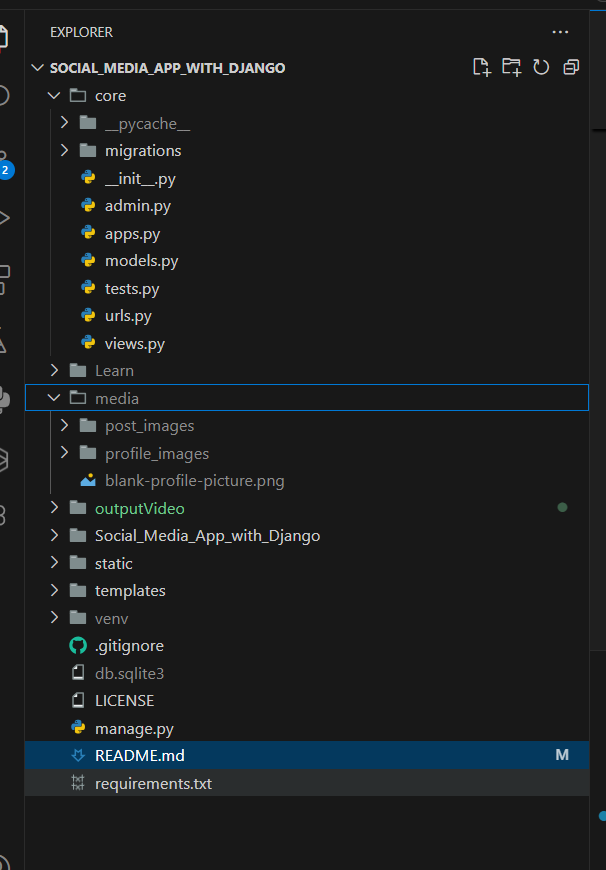 EXPLORER
SOCIAL_MEDIA_APP_WITH_DJANGO
core
__pycache__
migrations
2
__init__.py
admin.py
apps.py
models.py
tests.py
urls.py
views.py
Learn
media
post_images
profile_images
blank-profile-picture.png
outputVideo
Social_Media_App_with_Django
static
templates
venv
.gitignore
db.sqlite3
LICENSE
manage.py
README.md M
requirements.txt